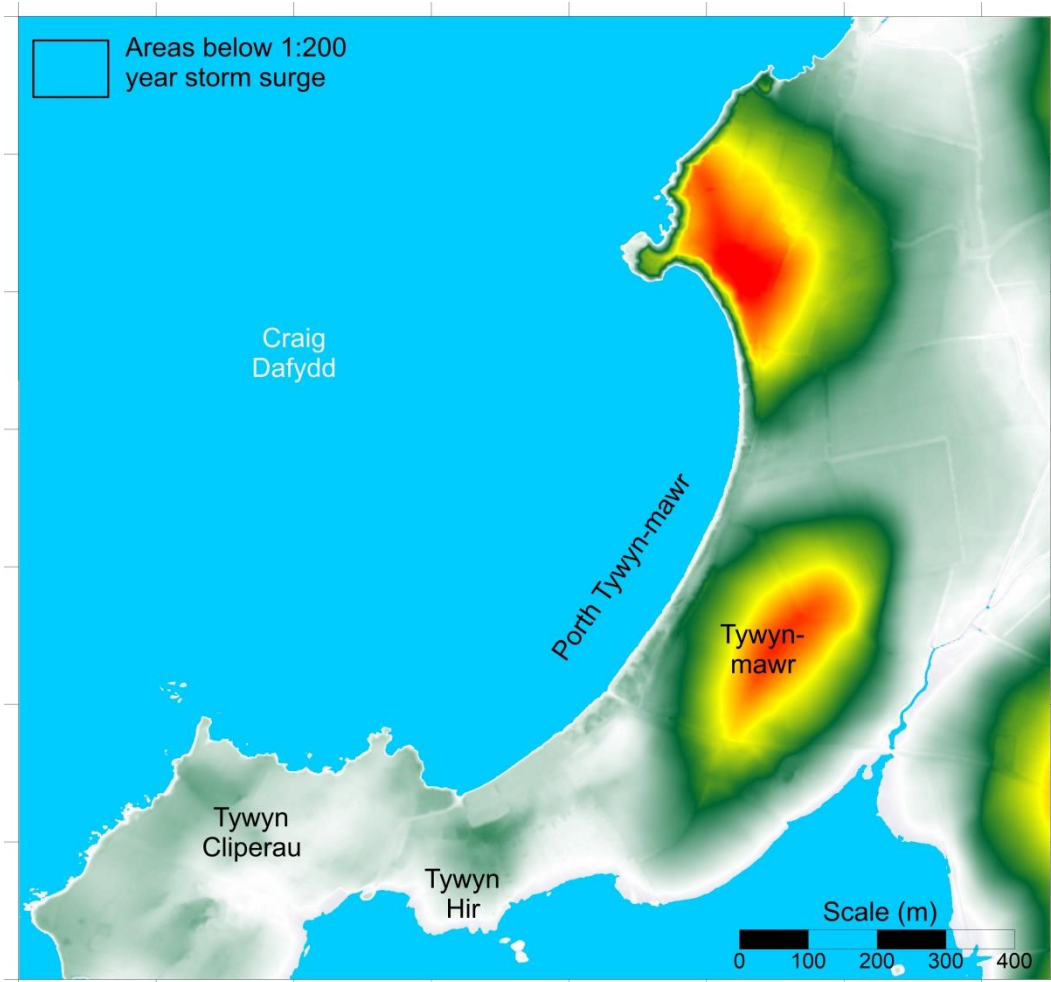 Areas below 1:200
year storm surge
Craig
Dafydd
Porth Tywyn-mawr
Tywyn-
mawr
Tywyn
Cliperau
Tywyn
Hir
Scale (m)
0 100 200 300 400